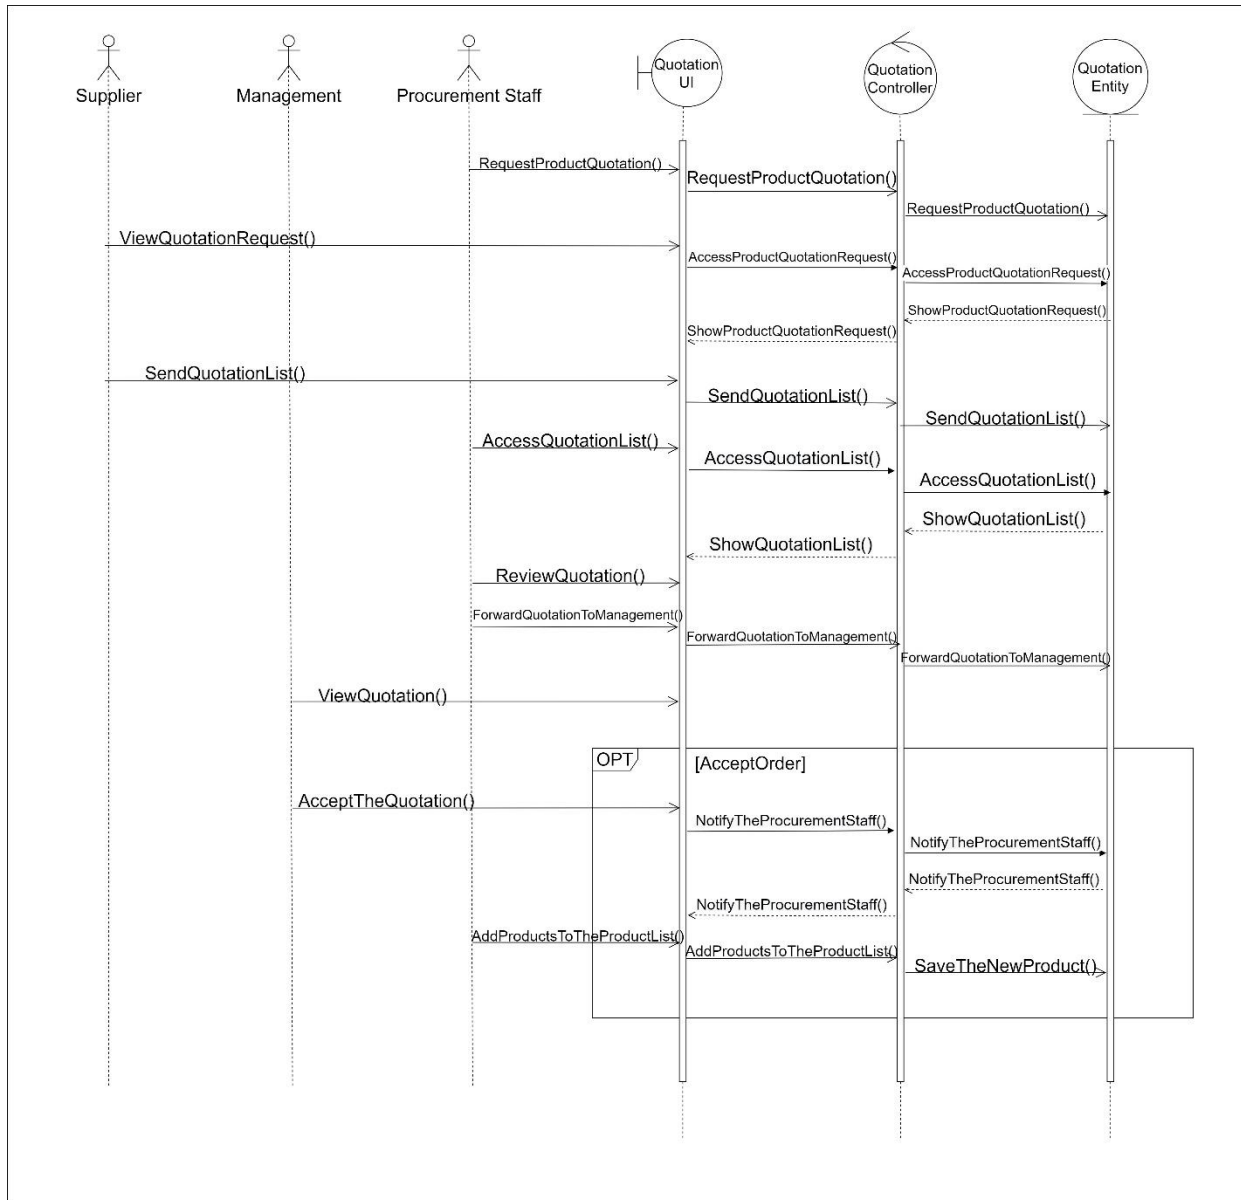 Supplier
Management
Procurement Staff
Quotation
UI
Quotation
Controller
Quotation
Entity
RequestProductQuotation()
RequestProductQuotation()
RequestProductQuotation()
ViewQuotationRequest()
AccessProductQuotationRequest()
AccessProductQuotationRequest()
ShowProductQuotationRequest()
ShowProductQuotationRequest()
SendQuotationList()
SendQuotationList()
SendQuotationList()
AccessQuotationList()
AccessQuotationList()
AccessQuotationList()
ShowQuotationList()
ShowQuotationList()
ReviewQuotation()
ForwardQuotationToManagement()
ForwardQuotationToManagement()
ForwardQuotationToManagement()
ViewQuotation()
OPT
[AcceptOrder]
AcceptTheQuotation()
NotifyTheProcurementStaff()
NotifyTheProcurementStaff()
NotifyTheProcurementStaff()
NotifyTheProcurementStaff()
AddProductsToTheProductList()
AddProductsToTheProductList()
SaveTheNewProduct()